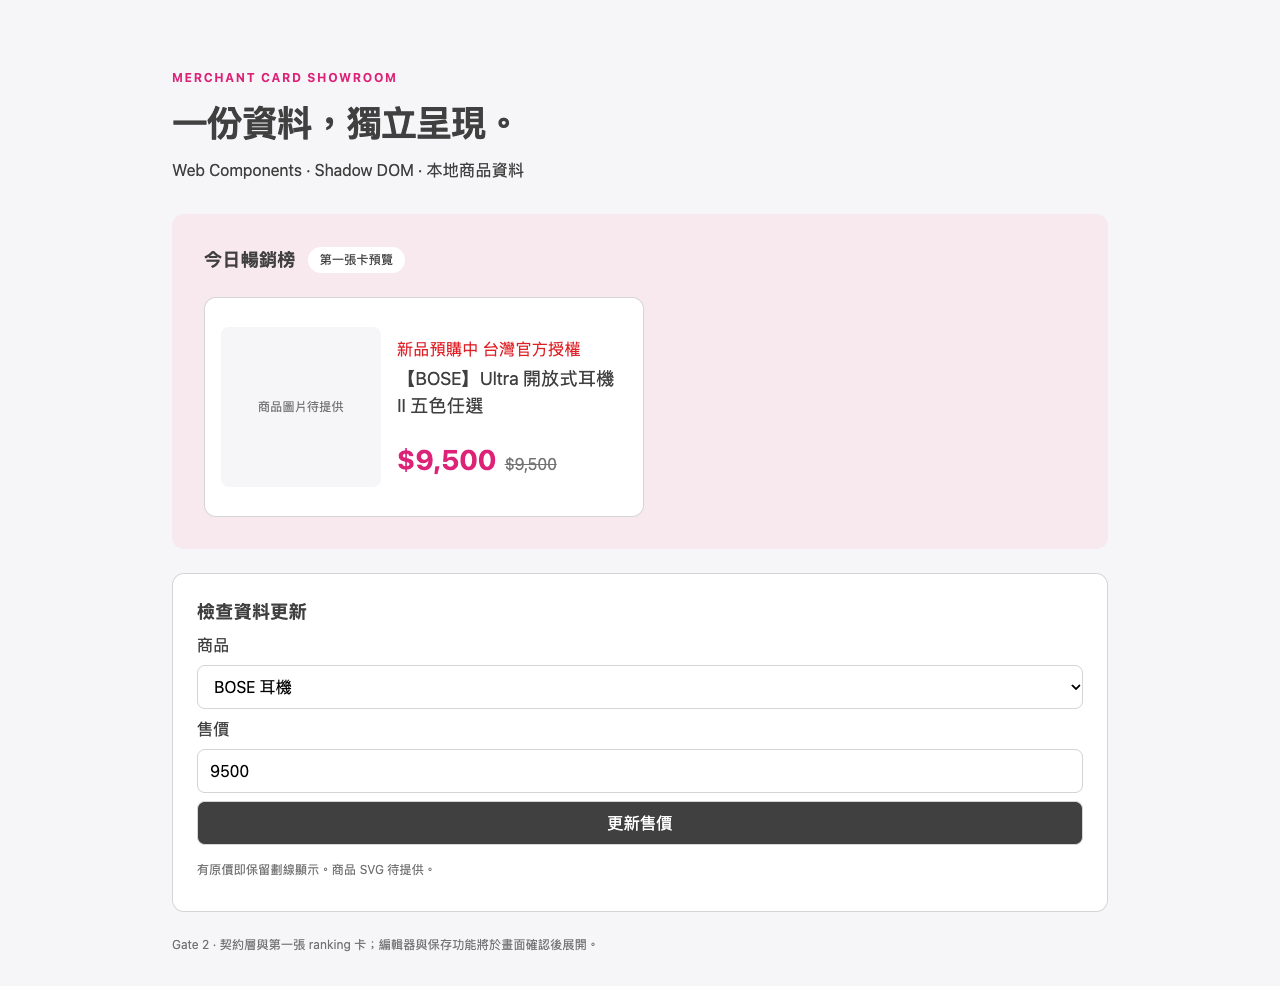 MERCHANT CARD SHOWROOM
一份資料，獨立呈現。
Web Components · Shadow DOM · 本地商品資料
今日暢銷榜
第一張卡預覽
商品圖片待提供
新品預購中 台灣官方授權
【BOSE】Ultra 開放式耳機
II 五色任選
$9,500 $9,500
檢查資料更新
商品
BOSE 耳機
售價
9500
更新售價
有原價即保留劃線顯示。商品 SVG 待提供。
Gate 2 · 契約層與第一張 ranking 卡；編輯器與保存功能將於畫面確認後展開。